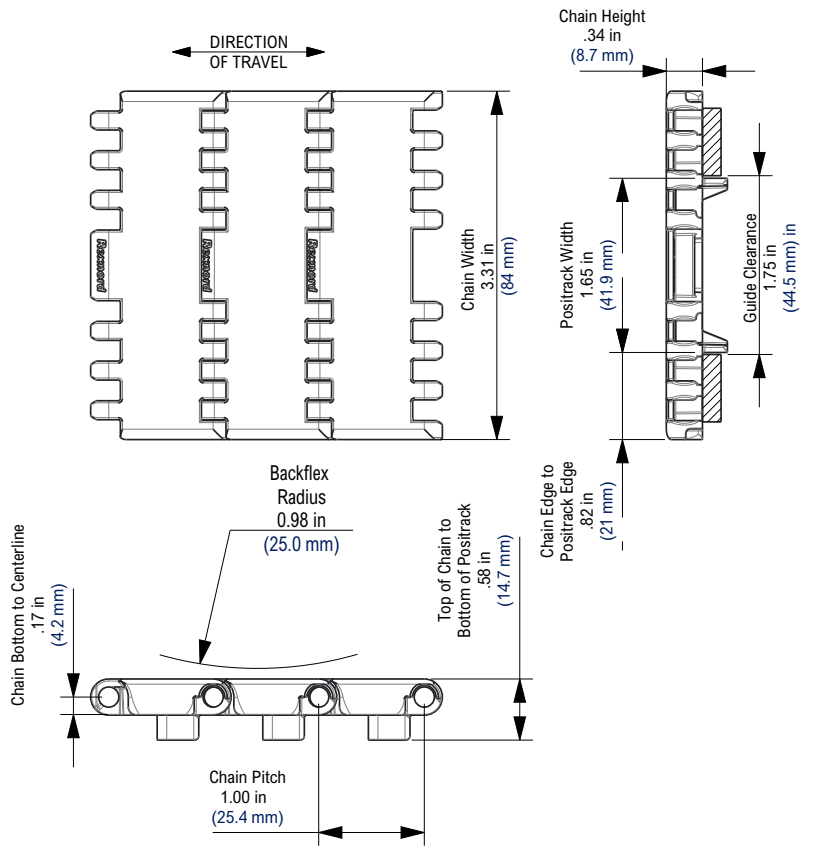 DIRECTION
OF TRAVEL
Chain Height
.34 in
(8.7 mm)
Rexnord
Rexnord
Rexnord
Chain Width
3.31 in
(84 mm)
Positrack Width
1.65 in
(41.9 mm)
Guide Clearance
1.75 in
(44.5 mm) in
Chain Edge to
Positrack Edge
.82 in
(21 mm)
Backflex
Radius
0.98 in
(25.0 mm)
Top of Chain to
Bottom of Positrack
.58 in
(14.7 mm)
Chain Bottom to Centerline
.17 in
(4.2 mm)
Chain Pitch
1.00 in
(25.4 mm)